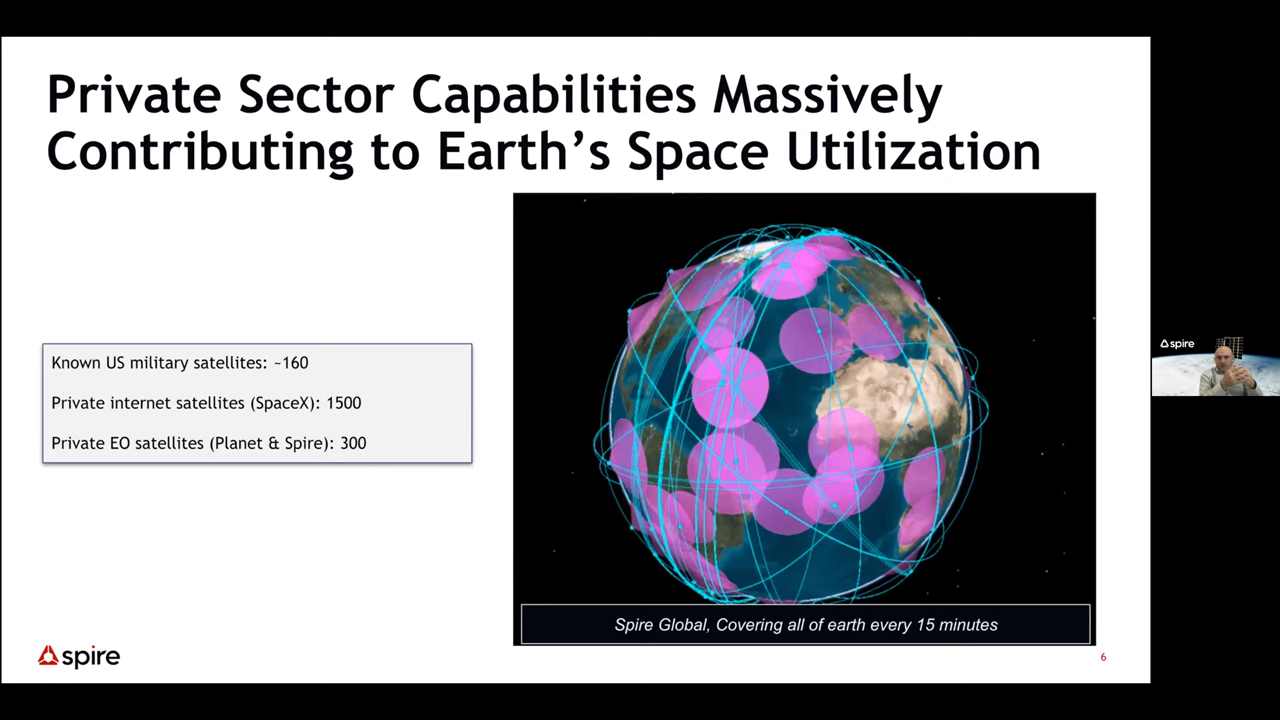 Private Sector Capabilities Massively
Contributing to Earth's Space Utilization
Known US military satellites: ~160
Private internet satellites (SpaceX): 1500
Private EO satellites (Planet & Spire): 300
Spire Global, Covering all of earth every 15 minutes
spire
6
spire